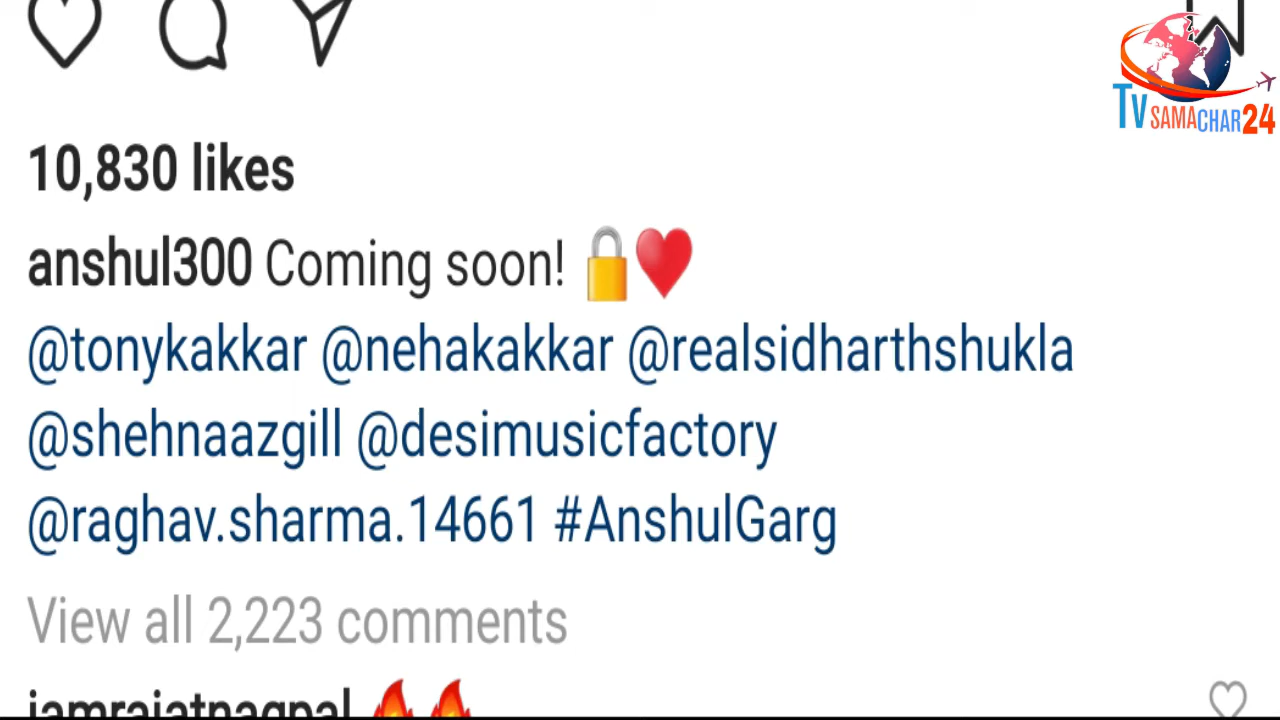 TV SAMACHAR24
10,830 likes
anshul300 Coming soon! 🔒♥️
@tonykakkar @nehakakkar @realsidharthshukla
@shehnaazgill @desimusicfactory
@raghav.sharma.14661 #AnshulGarg
View all 2,223 comments
iamrajatnagpal 🔥🔥